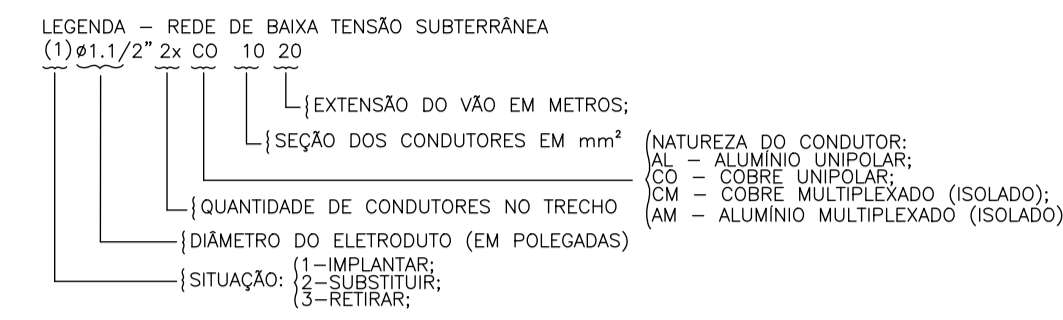 LEGENDA – REDE DE BAIXA TENSÃO SUBTERRÂNEA
(1)ø1.1/2" 2x CO 10 20
EXTENSÃO DO VÃO EM METROS;
SEÇÃO DOS CONDUTORES EM mm²
NATUREZA DO CONDUTOR:
AL – ALUMÍNIO UNIPOLAR;
CO – COBRE UNIPOLAR;
CM – COBRE MULTIPLEXADO (ISOLADO);
AM – ALUMÍNIO MULTIPLEXADO (ISOLADO)
QUANTIDADE DE CONDUTORES NO TRECHO
DIÂMETRO DO ELETRODUTO (EM POLEGADAS)
SITUAÇÃO:
1–IMPLANTAR;
2–SUBSTITUIR;
3–RETIRAR;